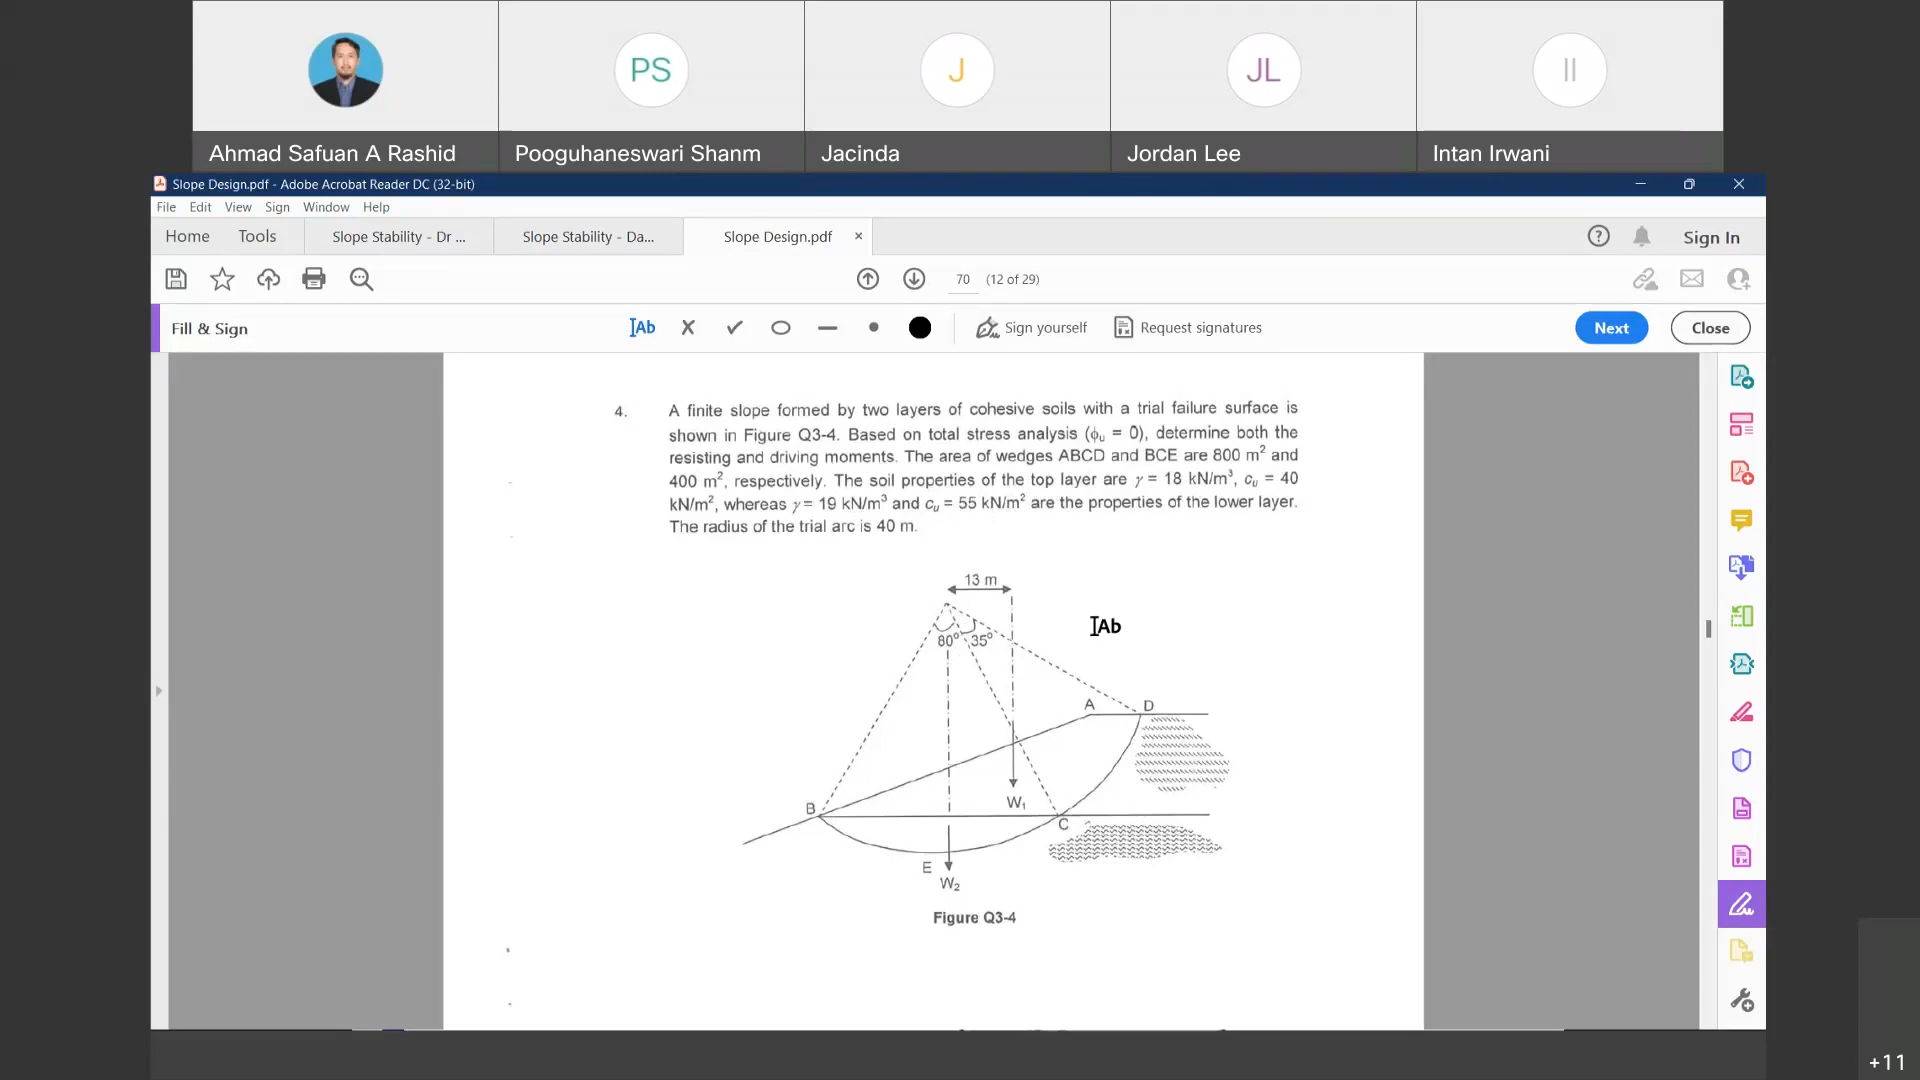 PS
J
JL
II
Ahmad Safuan A Rashid
Pooguhaneswari Shanm
Jacinda
Jordan Lee
Intan Irwani
Slope Design.pdf - Adobe Acrobat Reader DC (32-bit)
File Edit View Sign Window Help
Home Tools Slope Stability - Dr ... Slope Stability - Da... Slope Design.pdf × Sign In
70 (12 of 29)
Fill & Sign
Ab
Sign yourself
Request signatures
Next
Close
4. A finite slope formed by two layers of cohesive soils with a trial failure surface is
shown in Figure Q3-4. Based on total stress analysis (ϕu = 0), determine both the
resisting and driving moments. The area of wedges ABCD and BCE are 800 m² and
400 m², respectively. The soil properties of the top layer are γ = 18 kN/m³, cu = 40
kN/m², whereas γ = 19 kN/m³ and cu = 55 kN/m² are the properties of the lower layer.
The radius of the trial arc is 40 m.
13 m
Ab
80° 35°
A D
W₁
B
C
E
W₂
Figure Q3-4
+11